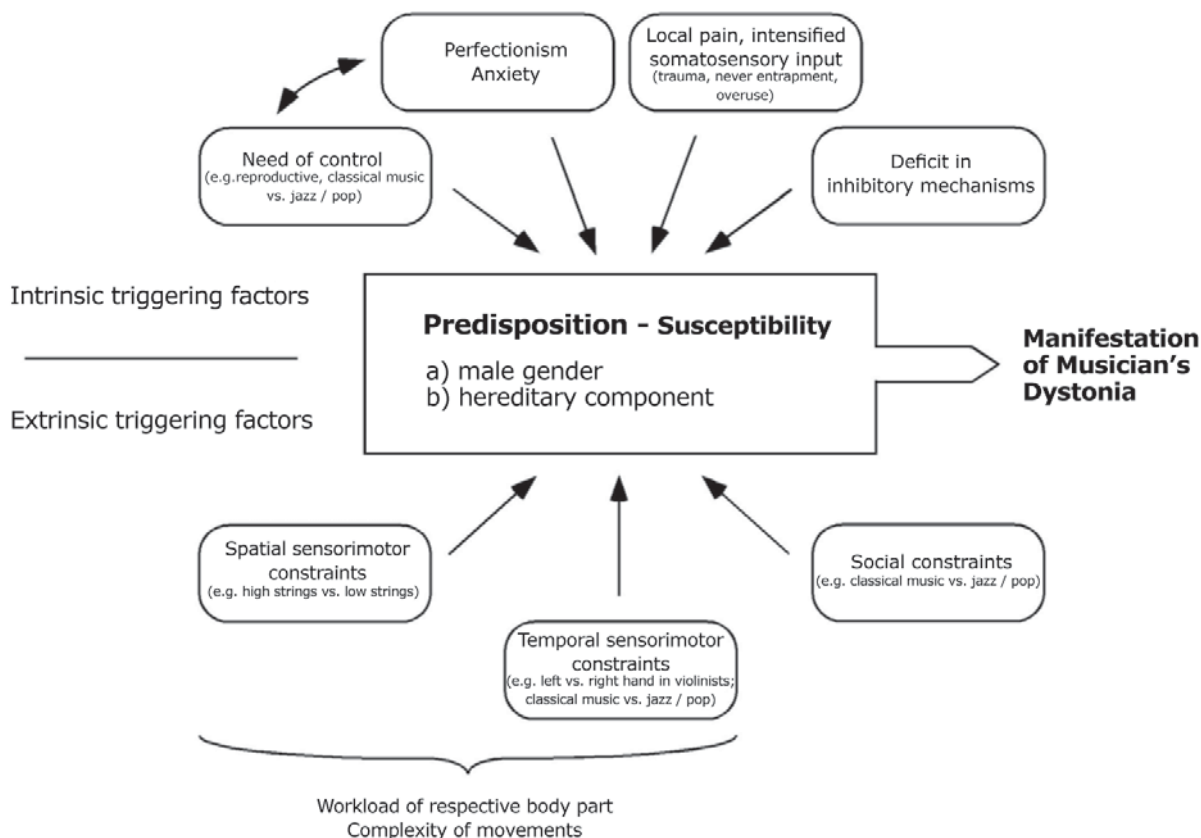 Perfectionism
Anxiety
Local pain, intensified
somatosensory input
(trauma, never entrapment,
overuse)
Need of control
(e.g.reproductive, classical music
vs. jazz / pop)
Deficit in
inhibitory mechanisms
Intrinsic triggering factors
Extrinsic triggering factors
Predisposition - Susceptibility
a) male gender
b) hereditary component
Manifestation
of Musician's
Dystonia
Spatial sensorimotor
constraints
(e.g. high strings vs. low strings)
Temporal sensorimotor
constraints
(e.g. left vs. right hand in violinists;
classical music vs. jazz / pop)
Social constraints
(e.g. classical music vs. jazz / pop)
Workload of respective body part
Complexity of movements